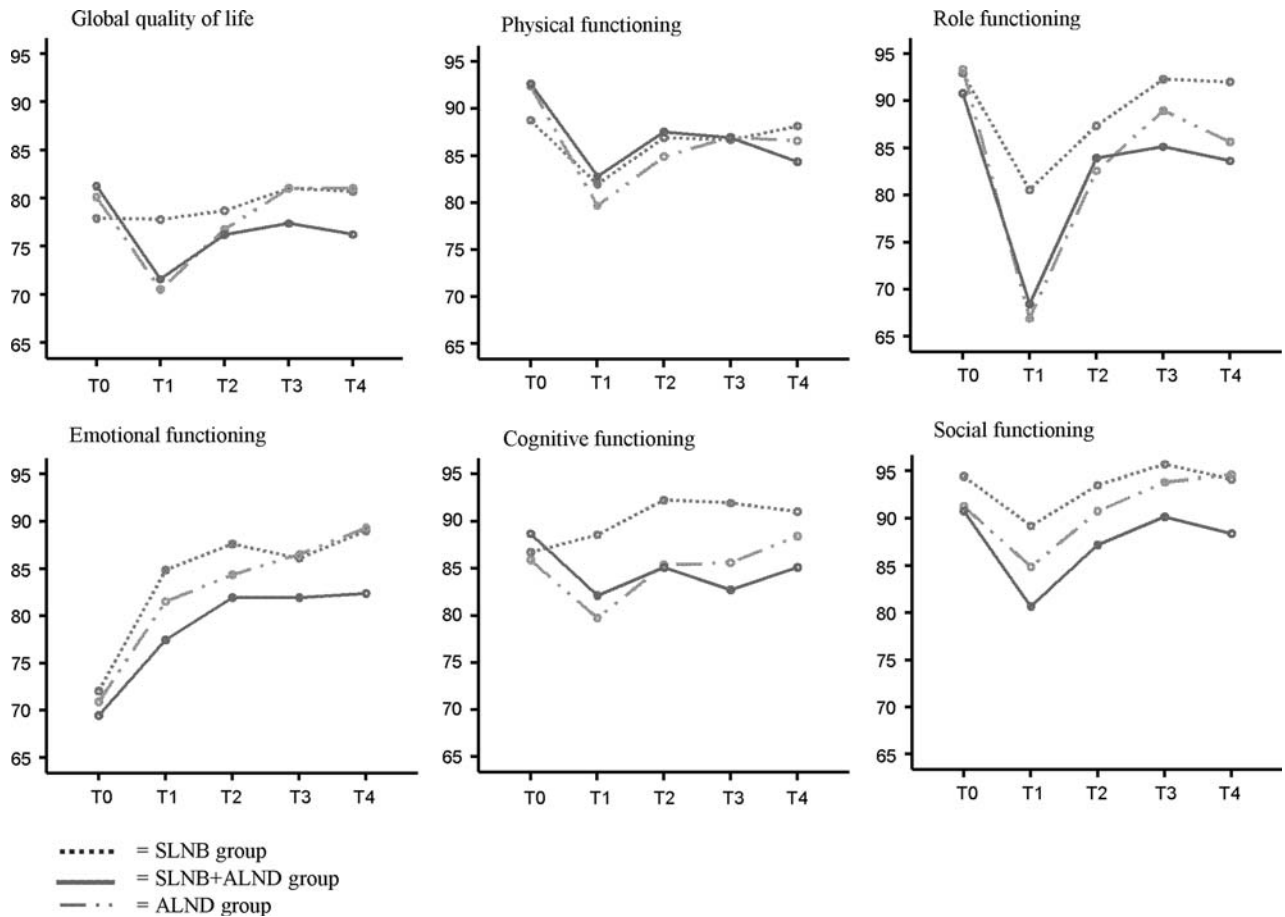 Global quality of life
95
90
85
80
75
70
65
T0 T1 T2 T3 T4
Physical functioning
95
90
85
80
75
70
65
T0 T1 T2 T3 T4
Role functioning
95
90
85
80
75
70
65
T0 T1 T2 T3 T4
Emotional functioning
95
90
85
80
75
70
65
T0 T1 T2 T3 T4
Cognitive functioning
95
90
85
80
75
70
65
T0 T1 T2 T3 T4
Social functioning
95
90
85
80
75
70
65
T0 T1 T2 T3 T4
= SLNB group
= SLNB+ALND group
= ALND group